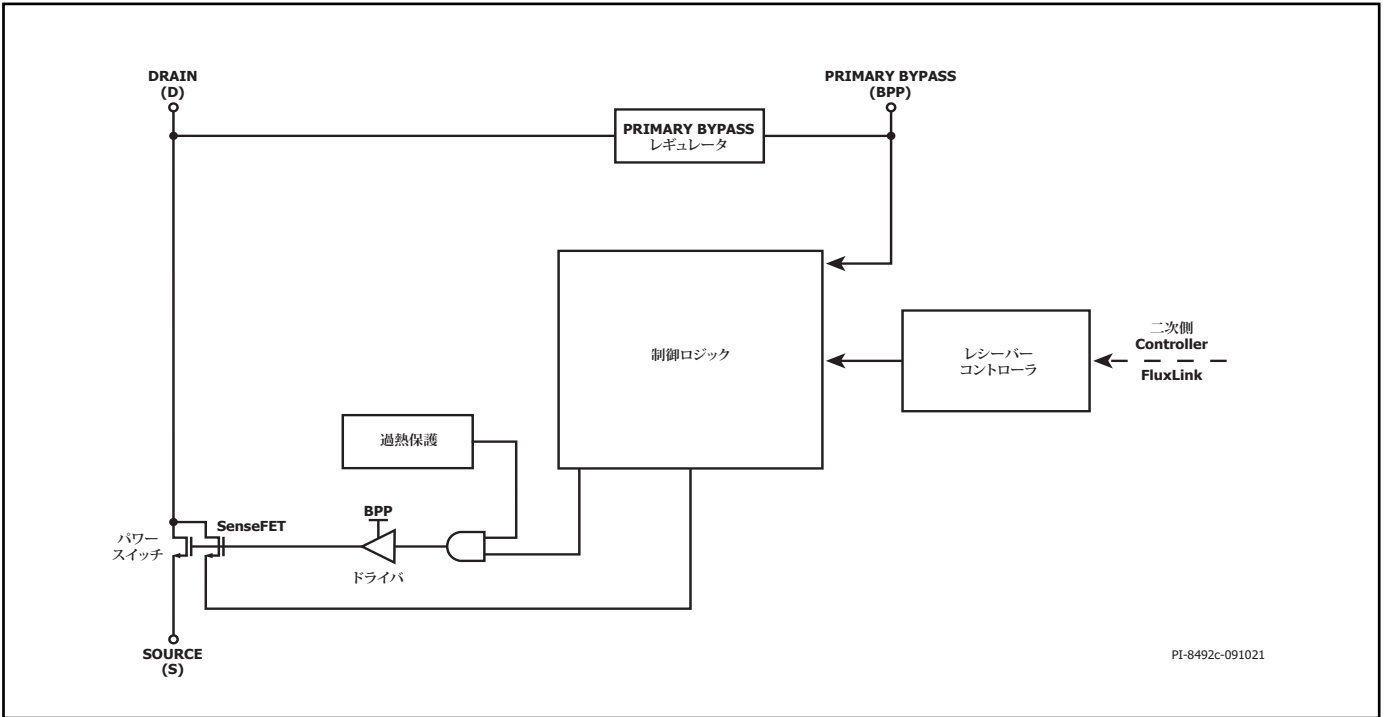 DRAIN
(D)
PRIMARY BYPASS
(BPP)
PRIMARY BYPASS
レギュレータ
制御ロジック
レシーバー
コントローラ
二次側
Controller
FluxLink
過熱保護
BPP
SenseFET
パワー
スイッチ
ドライバ
SOURCE
(S)
PI-8492c-091021